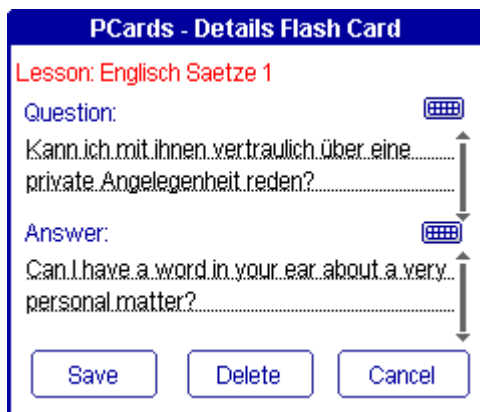 PCards - Details Flash Card
Lesson: Englisch Saetze 1
Question:
Kann ich mit ihnen vertraulich über eine
private Angelegenheit reden?
Answer:
Can I have a word in your ear about a very
personal matter?
Save Delete Cancel